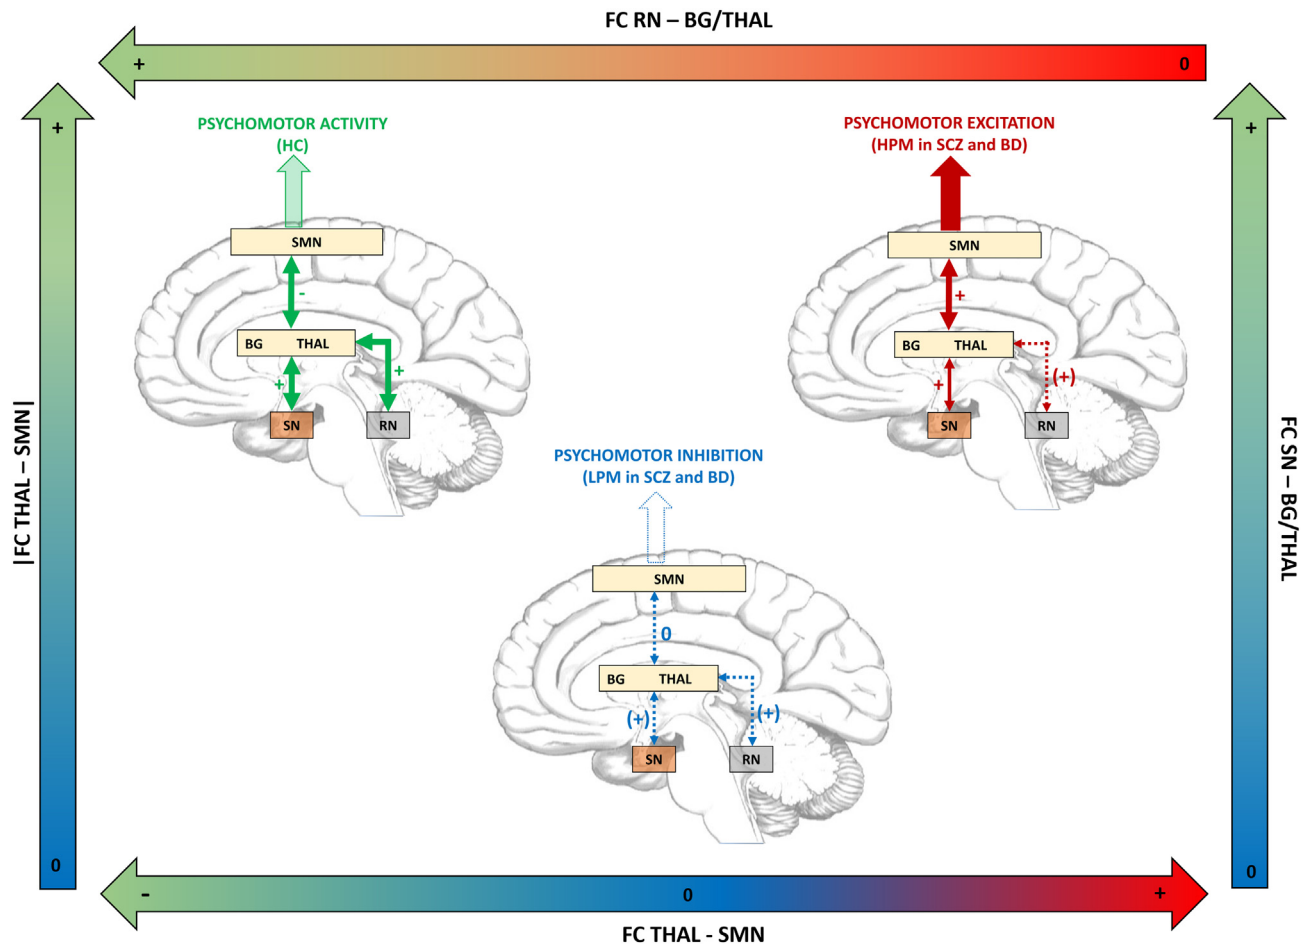 FC RN – BG/THAL
+
0
+
+
PSYCHOMOTOR ACTIVITY
(HC)
SMN
-
BG THAL
+
+
SN
RN
PSYCHOMOTOR EXCITATION
(HPM in SCZ and BD)
SMN
+
BG THAL
+
(+)
SN
RN
|FC THAL – SMN|
FC SN – BG/THAL
PSYCHOMOTOR INHIBITION
(LPM in SCZ and BD)
SMN
0
BG THAL
(+)
(+)
SN
RN
0
0
-
0
+
FC THAL - SMN